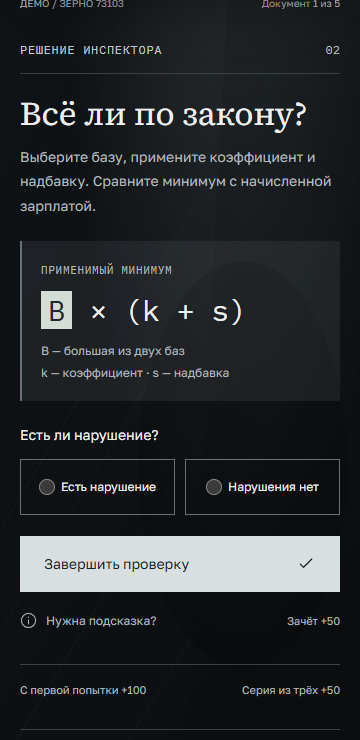 ДЕМО / ЗЕРНО 73103
Документ 1 из 5
РЕШЕНИЕ ИНСПЕКТОРА
02
Всё ли по закону?
Выберите базу, примените коэффициент и
надбавку. Сравните минимум с начисленной
зарплатой.
ПРИМЕНИМЫЙ МИНИМУМ
B × (k + s)
B — большая из двух баз
k — коэффициент · s — надбавка
Есть ли нарушение?
Есть нарушение
Нарушения нет
Завершить проверку
Нужна подсказка?
Зачёт +50
С первой попытки +100
Серия из трёх +50